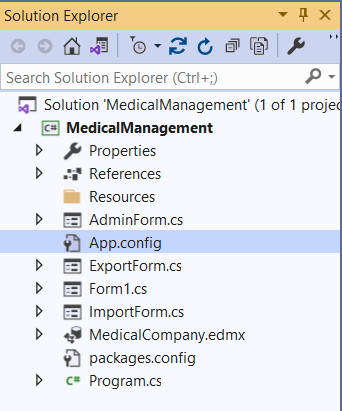 Solution Explorer
Search Solution Explorer (Ctrl+;)
Solution 'MedicalManagement' (1 of 1 proje
C# MedicalManagement
Properties
References
Resources
AdminForm.cs
App.config
ExportForm.cs
Form1.cs
ImportForm.cs
MedicalCompany.edmx
packages.config
C# Program.cs